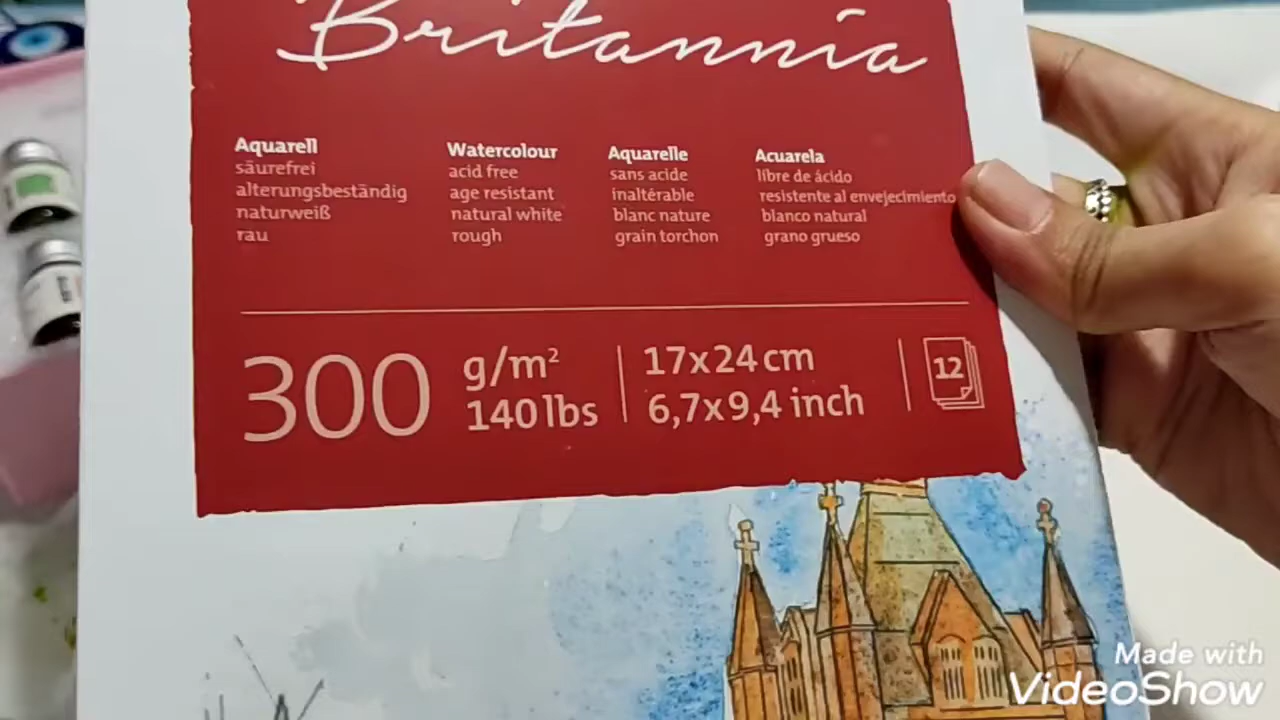 Britannia
Aquarell
säurefrei
alterungsbeständig
naturweiß
rau
Watercolour
acid free
age resistant
natural white
rough
Aquarelle
sans acide
inaltérable
blanc nature
grain torchon
Acuarela
libre de ácido
resistente al envejecimiento
blanco natural
grano grueso
300
g/m²
140 lbs
17x24 cm
6,7x9,4 inch
12
Made with
VideoShow